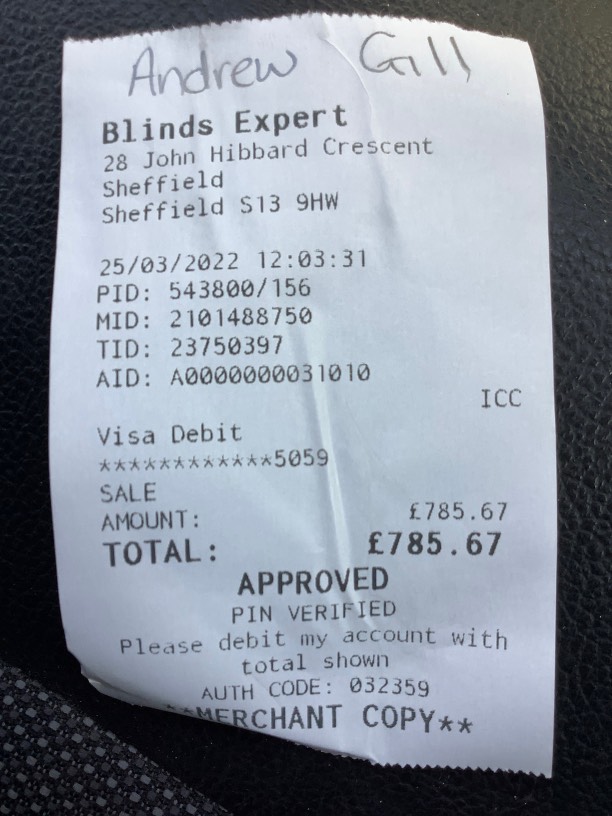 Andrew Gill
Blinds Expert
28 John Hibbard Crescent
Sheffield
Sheffield S13 9HW
25/03/2022 12:03:31
PID: 543800/156
MID: 2101488750
TID: 23750397
AID: A0000000031010
ICC
Visa Debit
************5059
SALE
AMOUNT: £785.67
TOTAL: £785.67
APPROVED
PIN VERIFIED
Please debit my account with
total shown
AUTH CODE: 032359
**MERCHANT COPY**